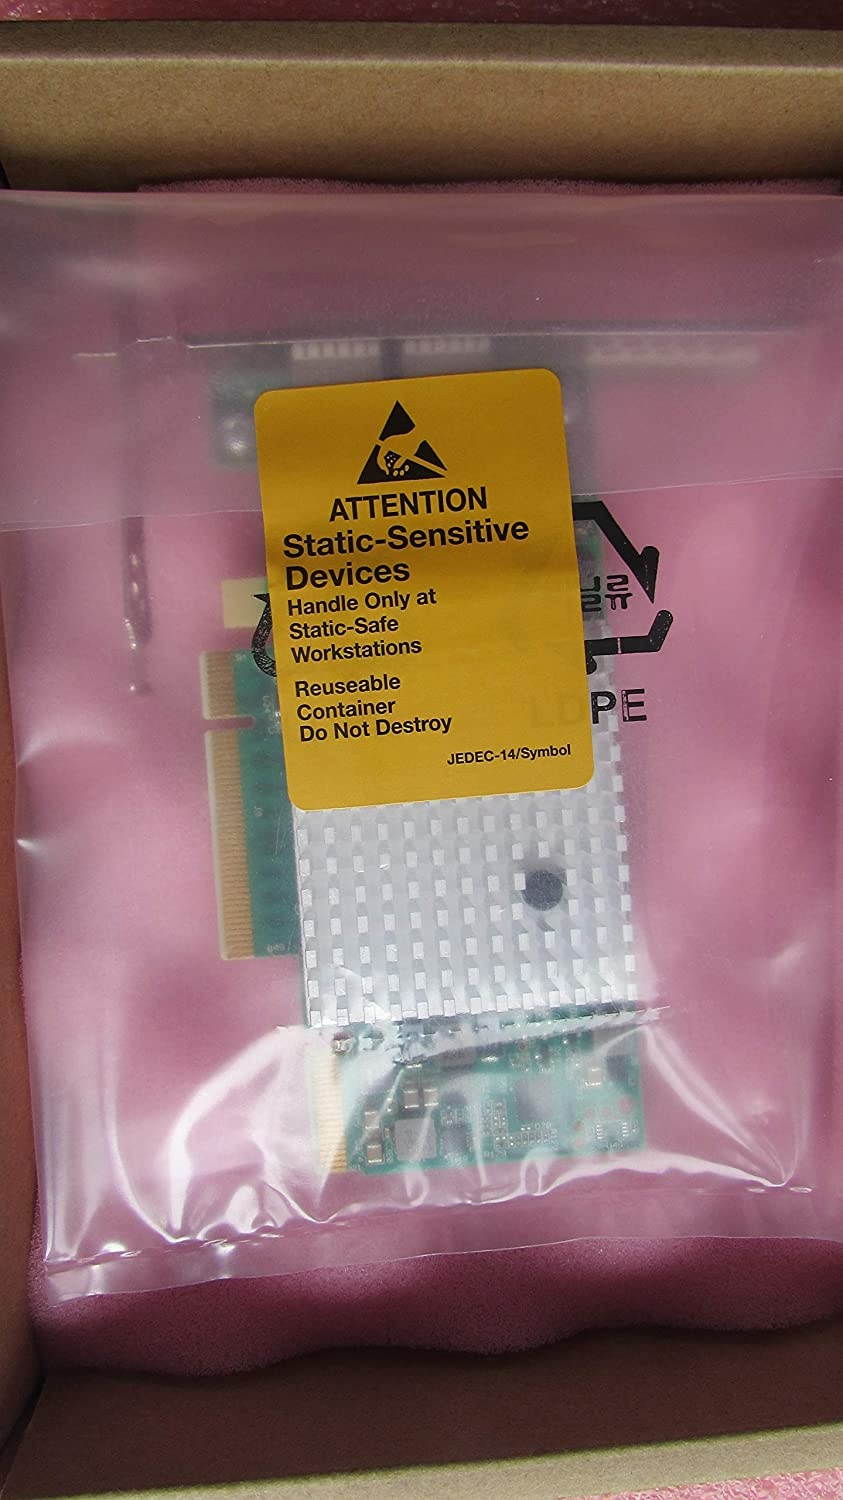 ATTENTION
Static-Sensitive
Devices
Handle Only at
Static-Safe
Workstations
Reuseable
Container
Do Not Destroy
JEDEC-14/Symbol
LDPE